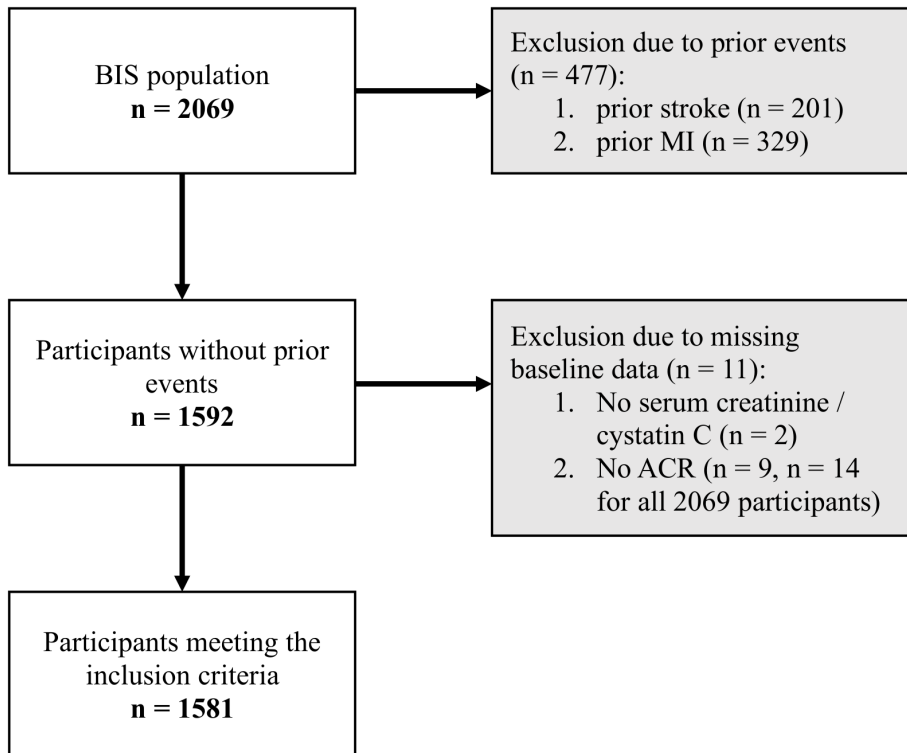 BIS population
n = 2069
Exclusion due to prior events
(n = 477):
1. prior stroke (n = 201)
2. prior MI (n = 329)
Participants without prior
events
n = 1592
Exclusion due to missing
baseline data (n = 11):
1. No serum creatinine /
cystatin C (n = 2)
2. No ACR (n = 9, n = 14
for all 2069 participants)
Participants meeting the
inclusion criteria
n = 1581